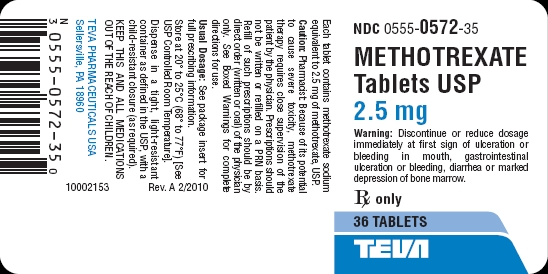 NDC 0555-0572-35
METHOTREXATE
Tablets USP
2.5 mg
Warning: Discontinue or reduce dosage
immediately at first sign of ulceration or
bleeding in mouth, gastrointestinal
ulceration or bleeding, diarrhea or marked
depression of bone marrow.
Rx only
36 TABLETS
TEVA
Each tablet contains methotrexate sodium
equivalent to 2.5 mg of methotrexate, USP.
Caution: Pharmacist: Because of its potential
to cause severe toxicity, methotrexate
therapy requires close supervision of the
patient by the physician. Prescriptions should
not be written or refilled on a PRN basis.
Refill of such prescriptions should be by
direct order (written or oral) of the physician
only. See Boxed Warnings for complete
directions for use.
Usual Dosage: See package insert for
full prescribing information.
Store at 20° to 25°C (68° to 77°F) [See
USP Controlled Room Temperature].
Dispense in a tight, light-resistant
container as defined in the USP, with a
child-resistant closure (as required).
KEEP THIS AND ALL MEDICATIONS
OUT OF THE REACH OF CHILDREN.
TEVA PHARMACEUTICALS USA
Sellersville, PA 18960
10002153 Rev. A 2/2010
N
3 0555-0572-35 0